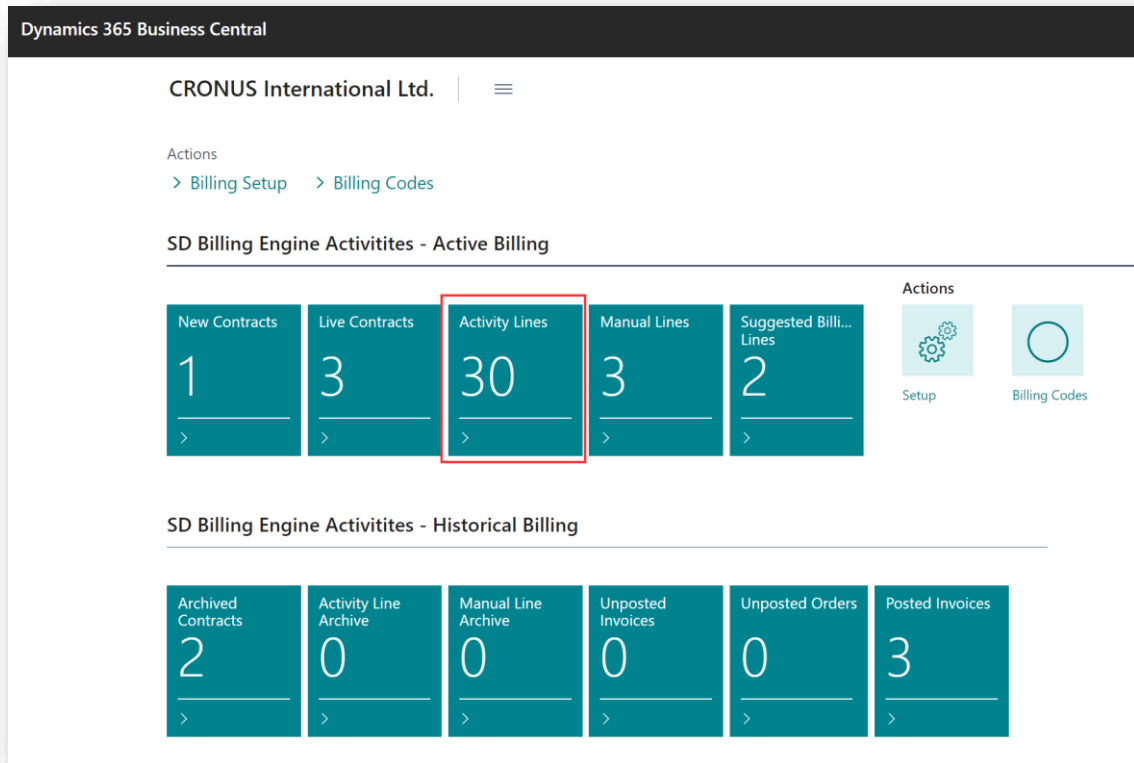 Dynamics 365 Business Central
CRONUS International Ltd.
Actions
Billing Setup
Billing Codes
SD Billing Engine Activitites - Active Billing
New Contracts
1
Live Contracts
3
Activity Lines
30
Manual Lines
3
Suggested Billi...
Lines
2
Actions
Setup
Billing Codes
SD Billing Engine Activitites - Historical Billing
Archived
Contracts
2
Activity Line
Archive
0
Manual Line
Archive
0
Unposted
Invoices
0
Unposted Orders
0
Posted Invoices
3